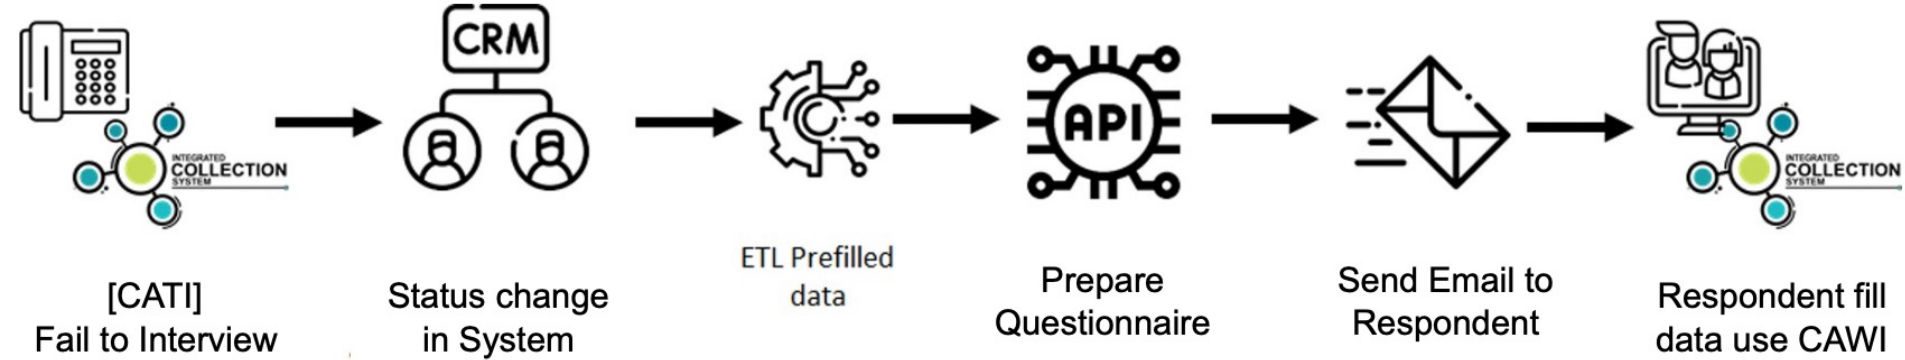 INTEGRATED
COLLECTION
SYSTEM
[CATI]
Fail to Interview
CRM
Status change
in System
ETL Prefilled
data
API
Prepare
Questionnaire
Send Email to
Respondent
INTEGRATED
COLLECTION
SYSTEM
Respondent fill
data use CAWI